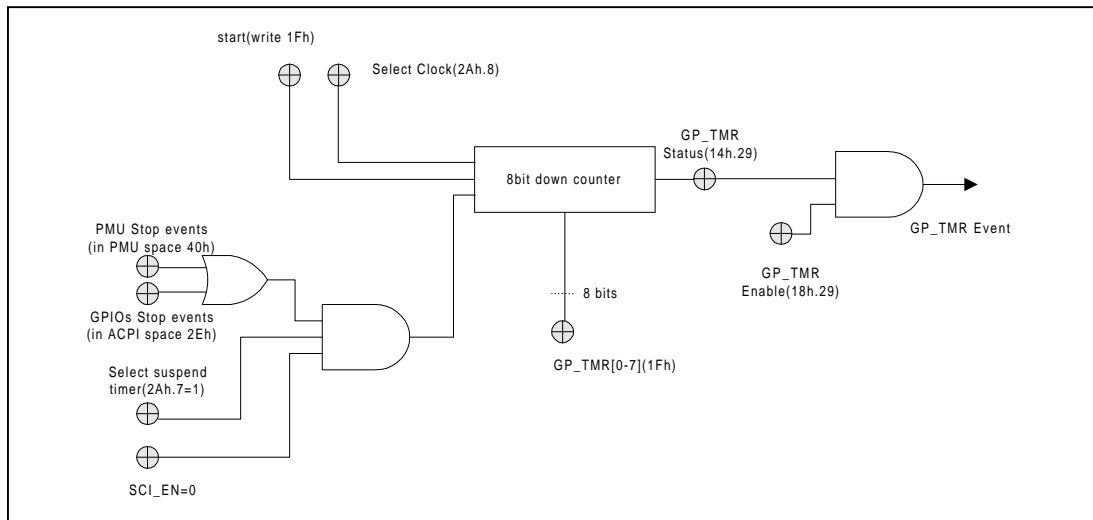 start(write 1Fh)
Select Clock(2Ah.8)
GP_TMR
Status(14h.29)
8bit down counter
PMU Stop events
(in PMU space 40h)
GP_TMR Event
GP_TMR
Enable(18h.29)
8 bits
GPIOs Stop events
(in ACPI space 2Eh)
GP_TMR[0-7](1Fh)
Select suspend
timer(2Ah.7=1)
SCI_EN=0